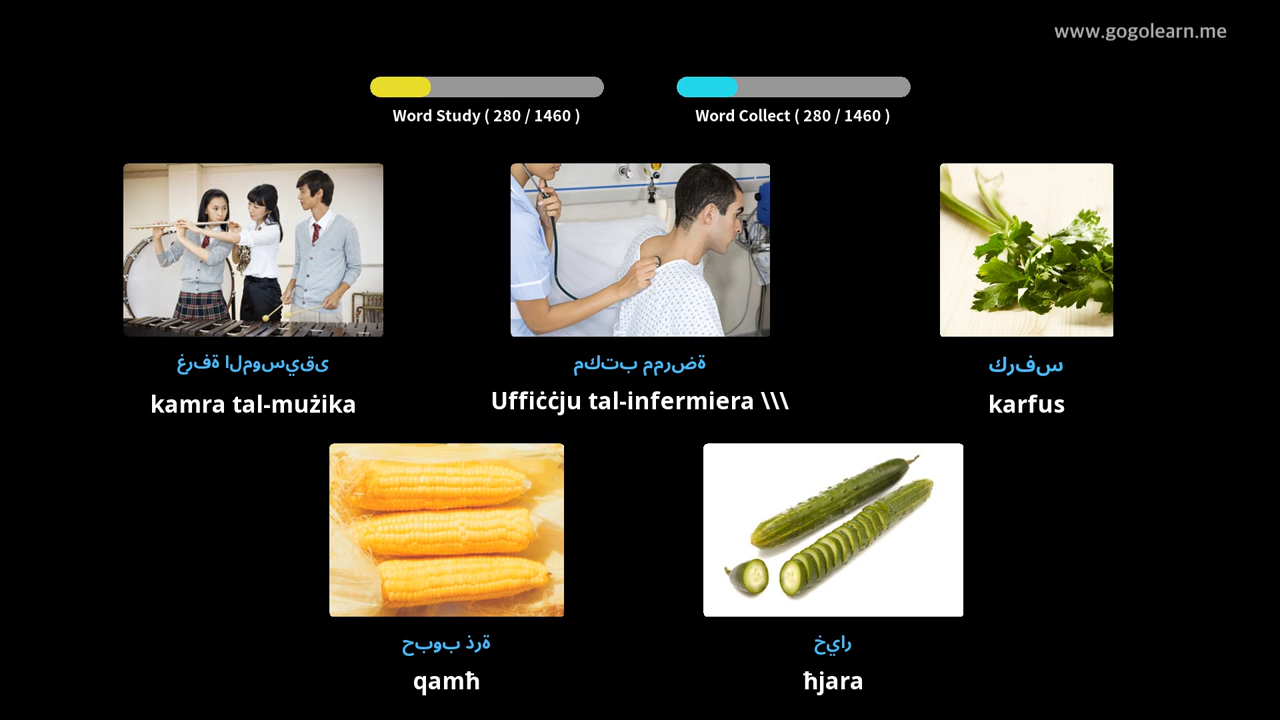 www.gogolearn.me
Word Study ( 280 / 1460 )
Word Collect ( 280 / 1460 )
غرفة الموسيقى
kamra tal-mużika
مكتب ممرضة
Uffiċċju tal-infermiera \\\
كرفس
karfus
حبوب ذرة
qamħ
خيار
ħjara